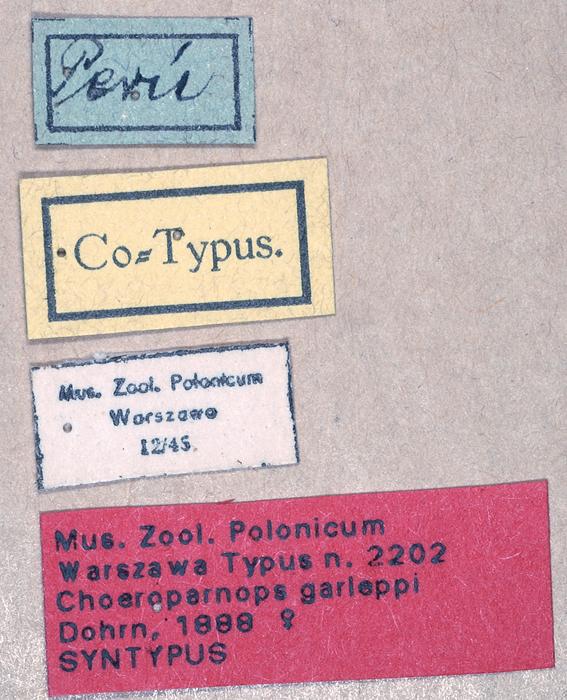 Perú
Co=Typus.
Mus. Zool. Polonicum
Warszawa
12/45.
Mus. Zool. Polonicum
Warszawa Typus n. 2202
Choeroparnops garleppi
Dohrn, 1888 ♀
SYNTYPUS